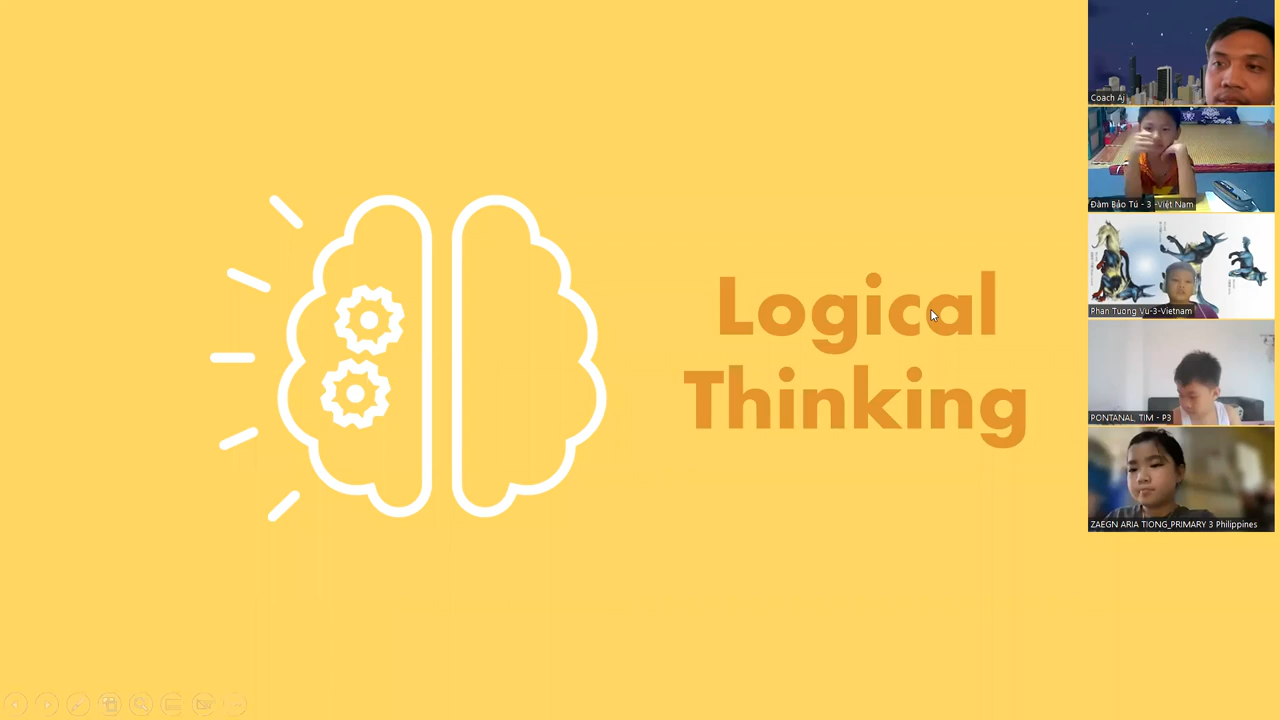 Logical
Thinking
Coach Aj
Đàm Bảo Tú - 3 -Việt Nam
Phan Tuong Vu-3-Vietnam
PONTANAL, TIM - P3
ZAEGN ARIA TIONG_PRIMARY 3 Philippines